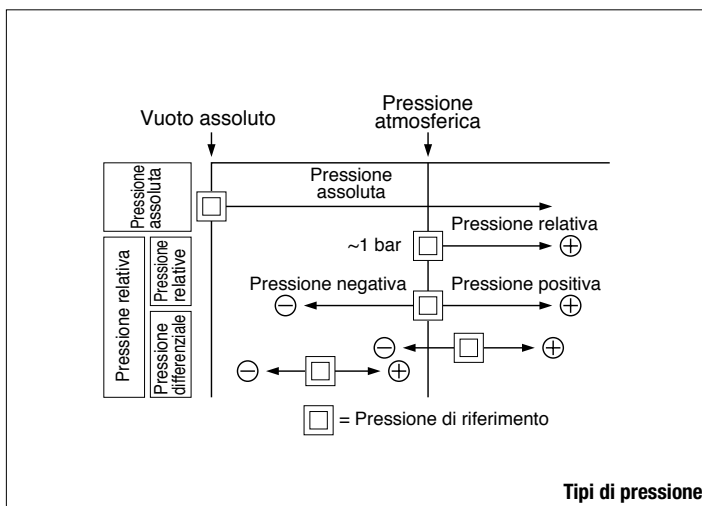 Pressione
atmosferica
Vuoto assoluto
Pressione
assoluta
Pressione
assoluta
Pressione relativa
~1 bar
+
Pressione relativa
Pressione
relative
Pressione negativa
Pressione positiva
−
+
Pressione
differenziale
−
+
−
+
= Pressione di riferimento
Tipi di pressione